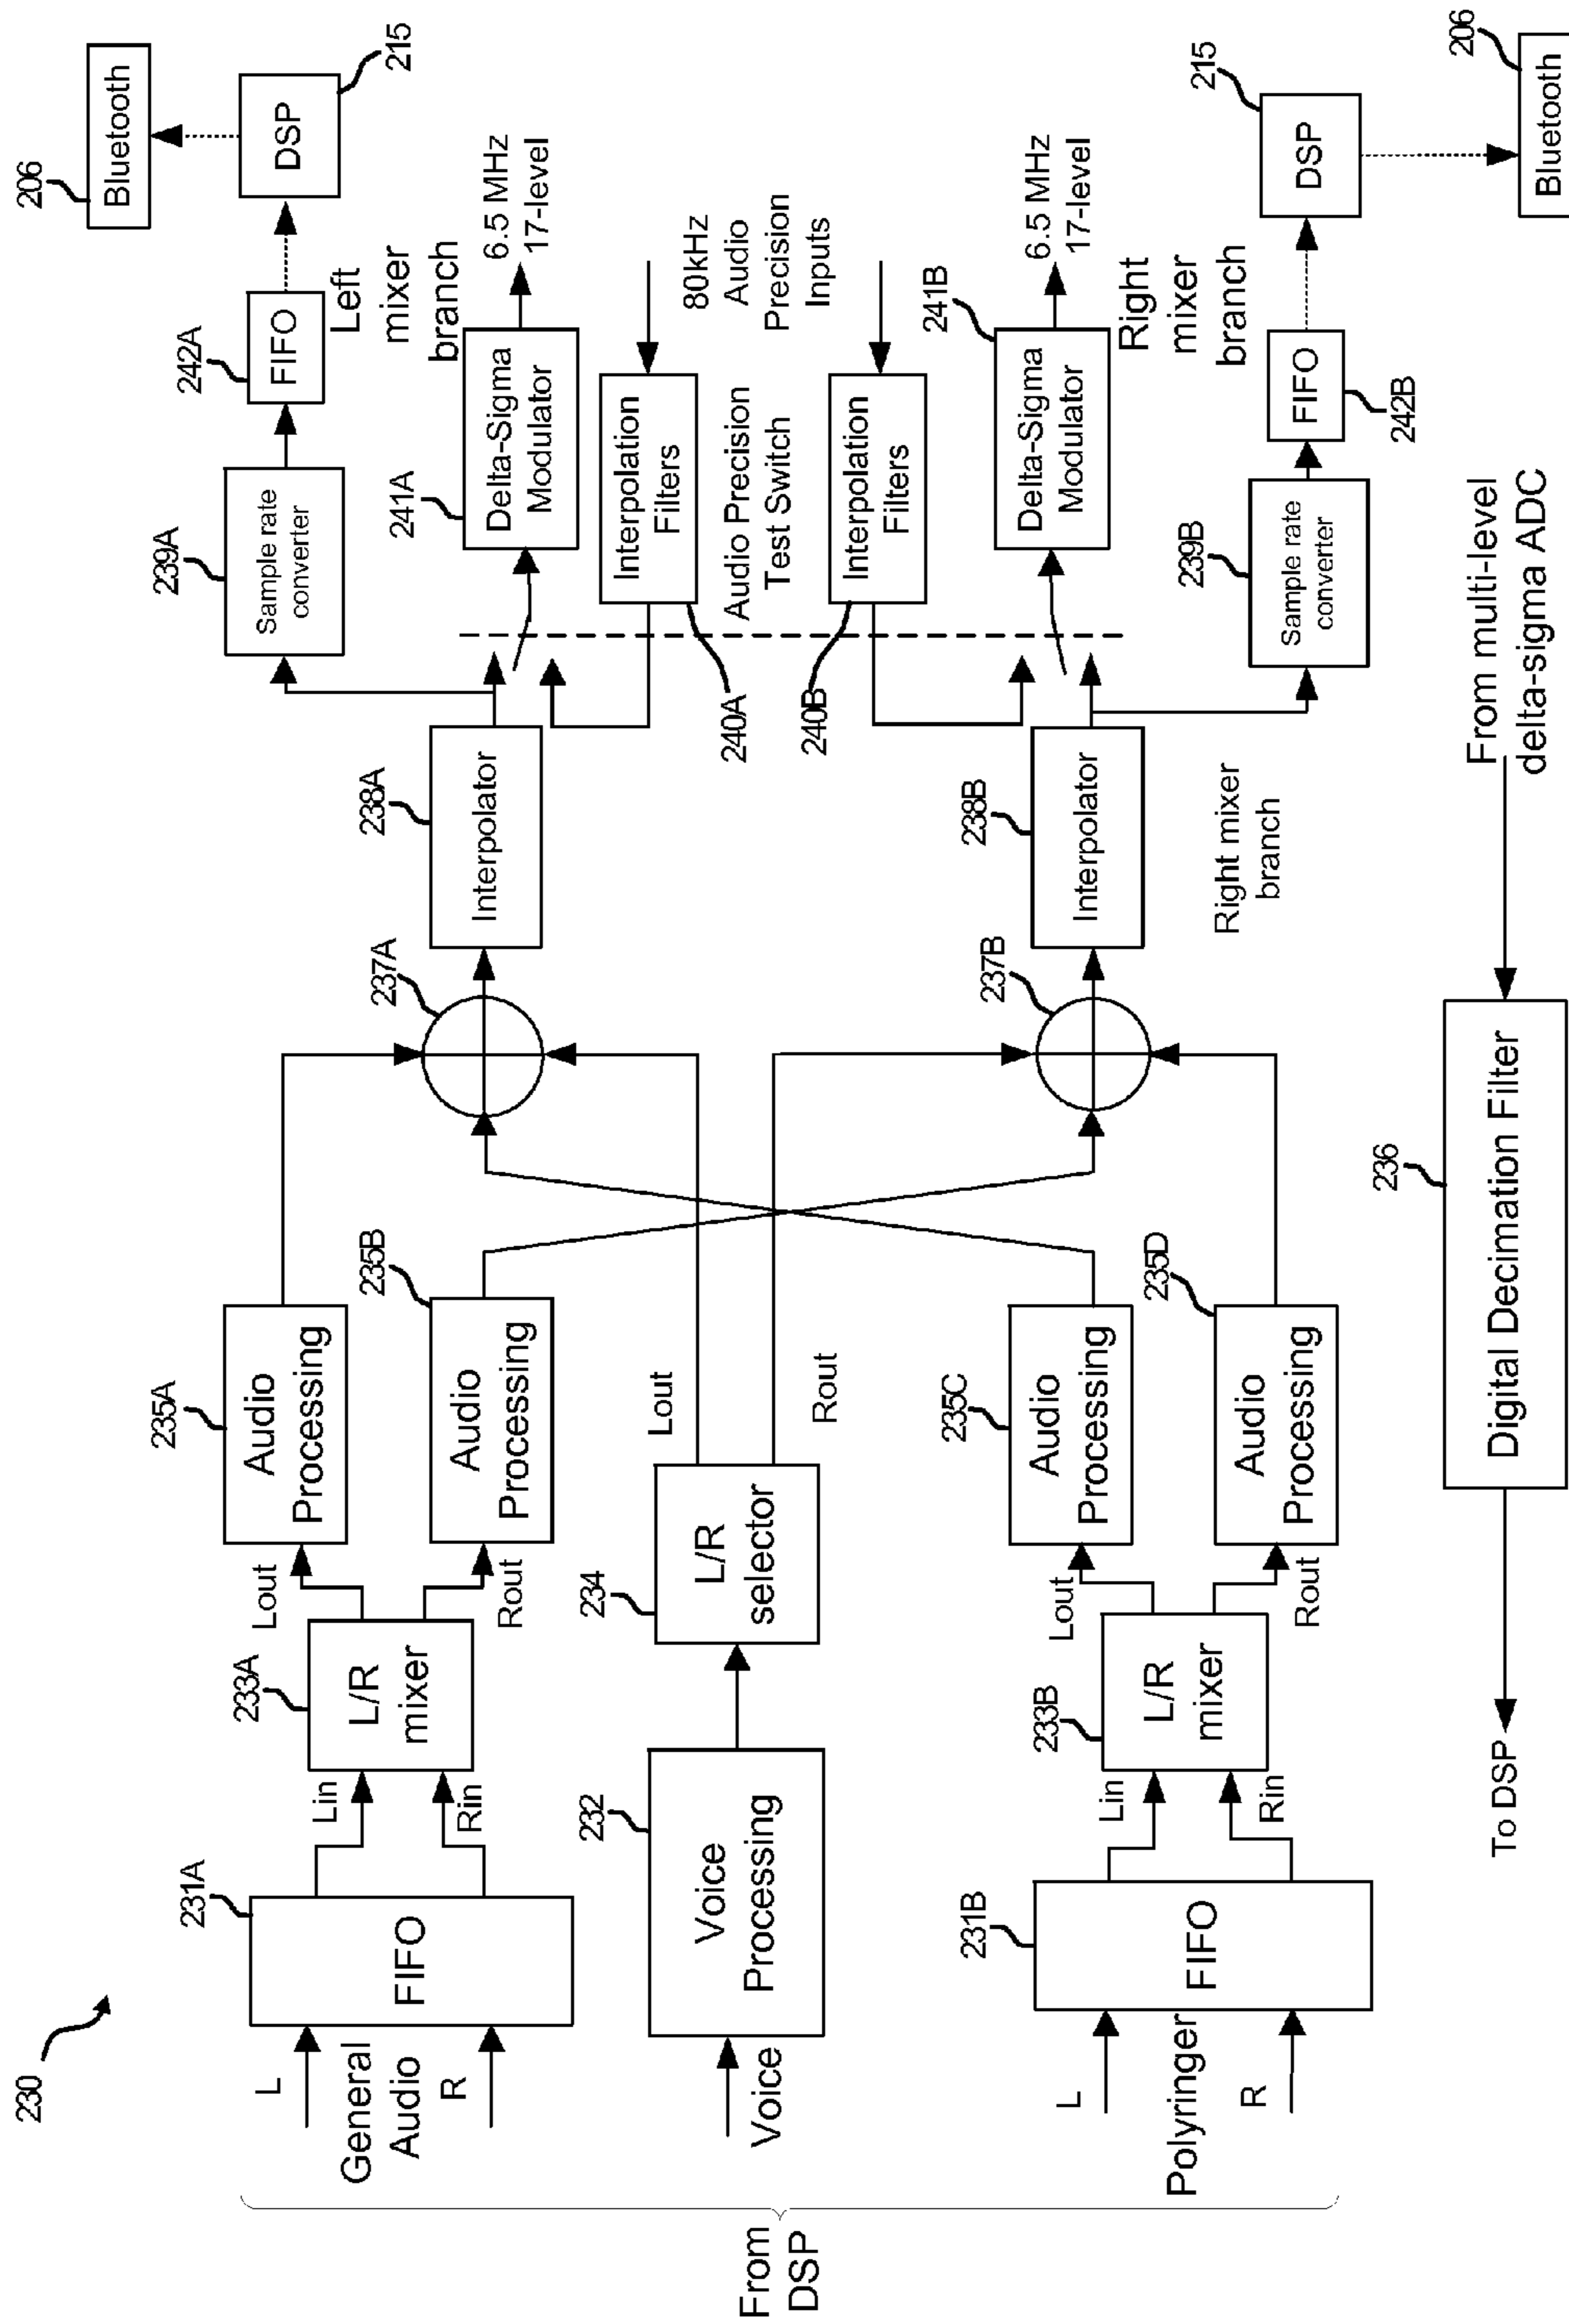 230
From
DSP
L
General
Audio
R
231A
FIFO
Lin
Rin
233A
L/R
mixer
Lout
Rout
235A
Audio
Processing
235B
Audio
Processing
Voice
232
Voice
Processing
234
L/R
selector
Lout
Rout
L
Polyringer
R
231B
FIFO
Lin
Rin
233B
L/R
mixer
Lout
Rout
235C
Audio
Processing
235D
Audio
Processing
237A
237B
238A
Interpolator
238B
Interpolator
Right mixer
branch
239A
Sample rate
converter
242A
FIFO
215
DSP
206
Bluetooth
Left
mixer
branch
241A
Delta-Sigma
Modulator
6.5 MHz
17-level
240A
Interpolation
Filters
80kHz
Audio
Precision
Inputs
Audio Precision
Test Switch
240B
Interpolation
Filters
241B
Delta-Sigma
Modulator
6.5 MHz
17-level
Right
mixer
branch
239B
Sample rate
converter
242B
FIFO
215
DSP
206
Bluetooth
To DSP
236
Digital Decimation Filter
From multi-level
delta-sigma ADC